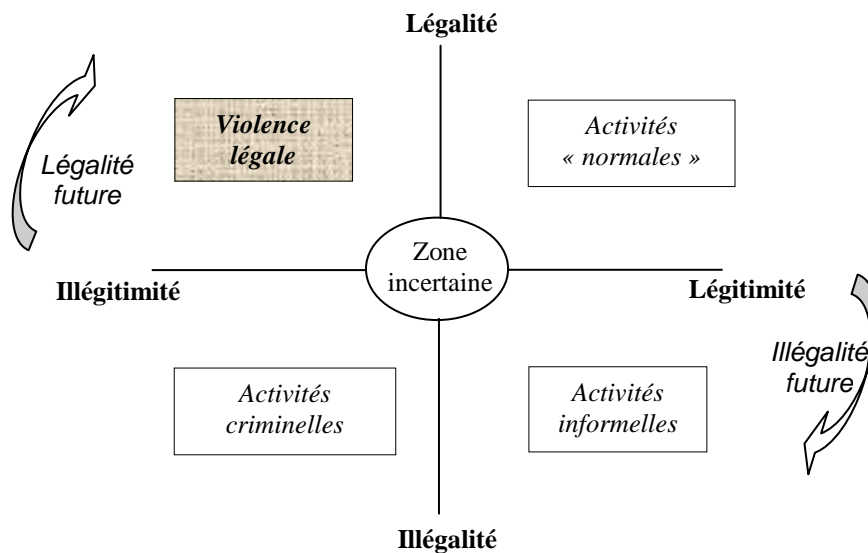 Légalité
Violence
légale
Activités
« normales »
Légalité
future
Zone
incertaine
Illégitimité
Légitimité
Illégalité
future
Activités
criminelles
Activités
informelles
Illégalité